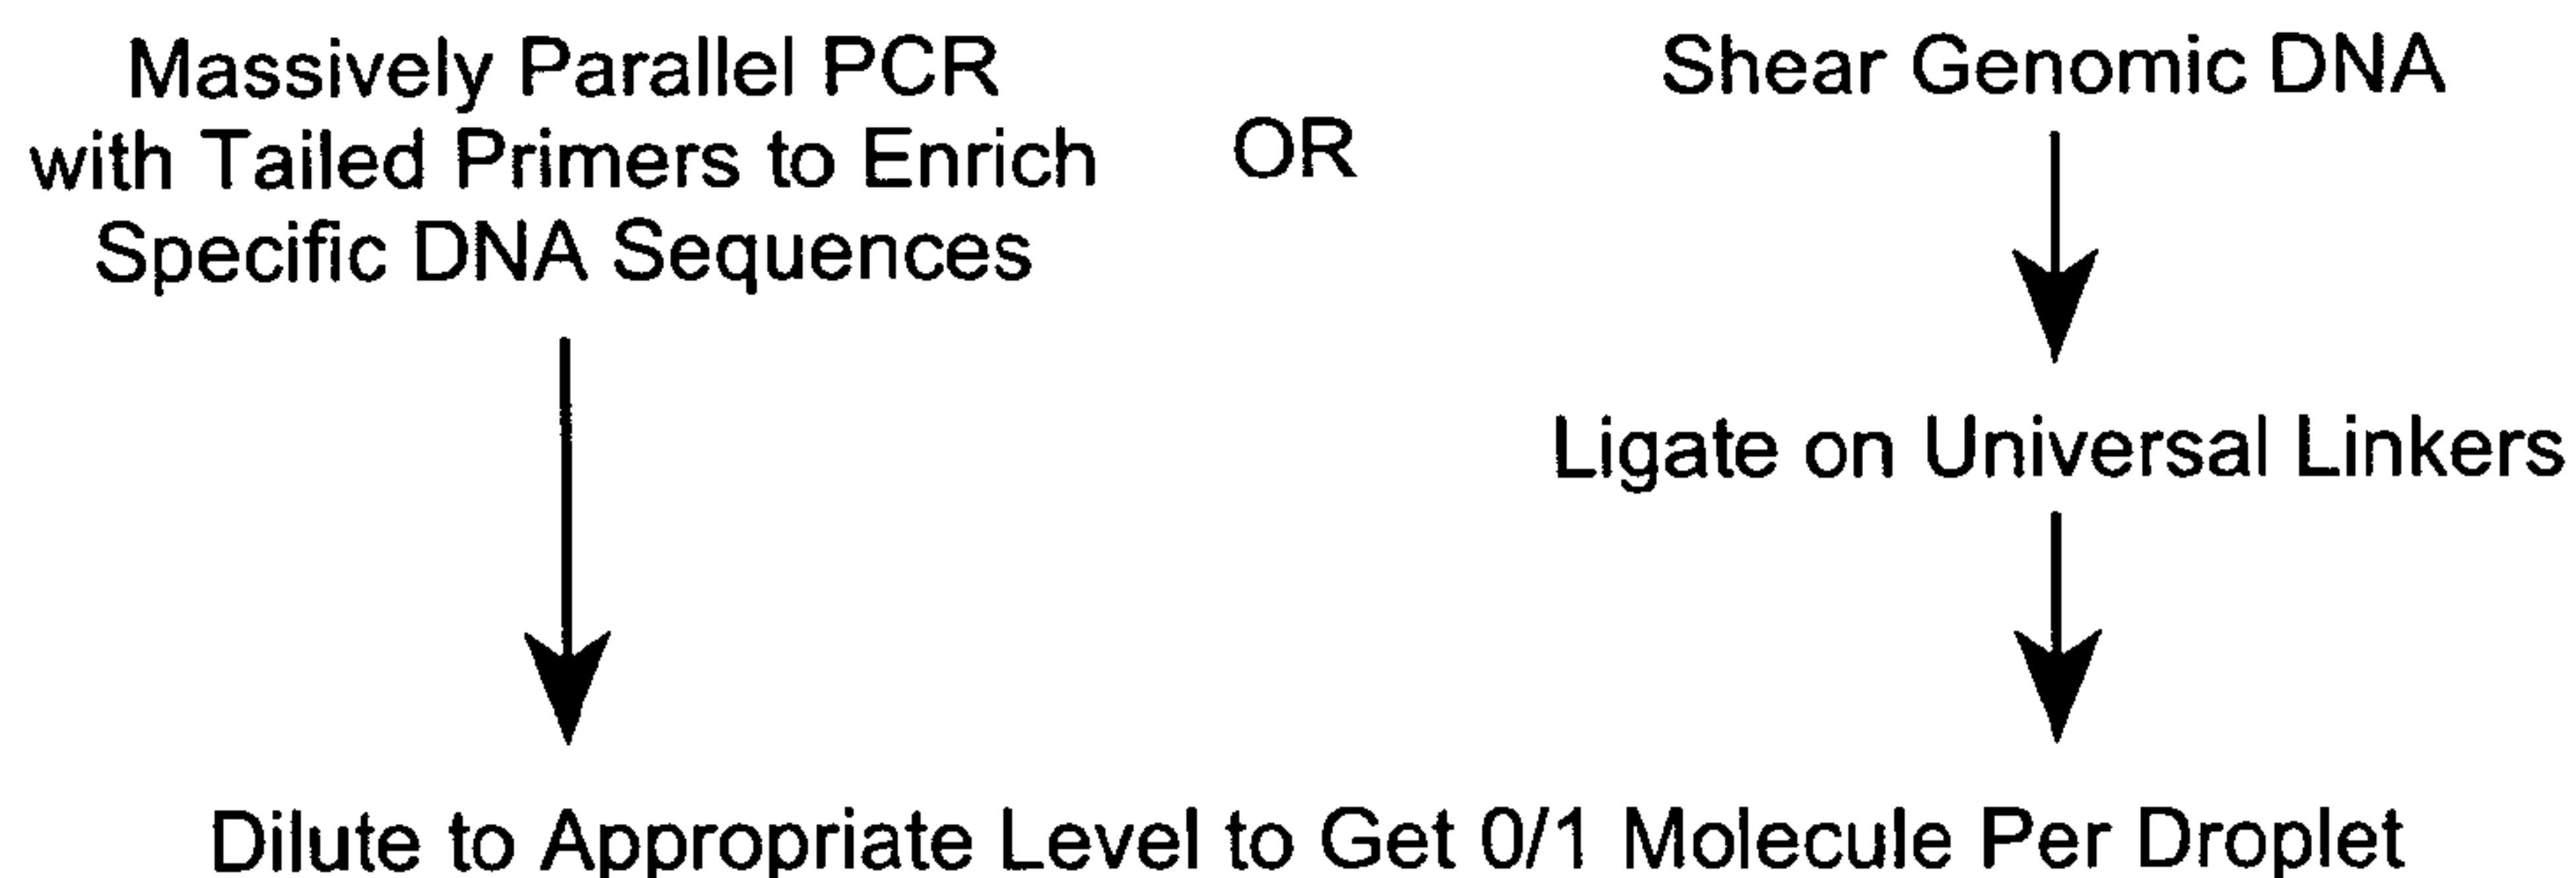 Massively Parallel PCR
with Tailed Primers to Enrich
Specific DNA Sequences
OR
Shear Genomic DNA
Ligate on Universal Linkers
Dilute to Appropriate Level to Get 0/1 Molecule Per Droplet